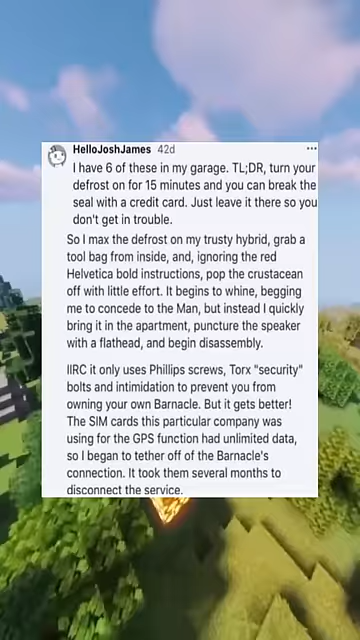 HelloJoshJames 42d ...
I have 6 of these in my garage. TL;DR, turn your
defrost on for 15 minutes and you can break the
seal with a credit card. Just leave it there so you
don't get in trouble.
So I max the defrost on my trusty hybrid, grab a
tool bag from inside, and, ignoring the red
Helvetica bold instructions, pop the crustacean
off with little effort. It begins to whine, begging
me to concede to the Man, but instead I quickly
bring it in the apartment, puncture the speaker
with a flathead, and begin disassembly.
IIRC it only uses Phillips screws, Torx "security"
bolts and intimidation to prevent you from
owning your own Barnacle. But it gets better!
The SIM cards this particular company was
using for the GPS function had unlimited data,
so I began to tether off of the Barnacle's
connection. It took them several months to
disconnect the service.